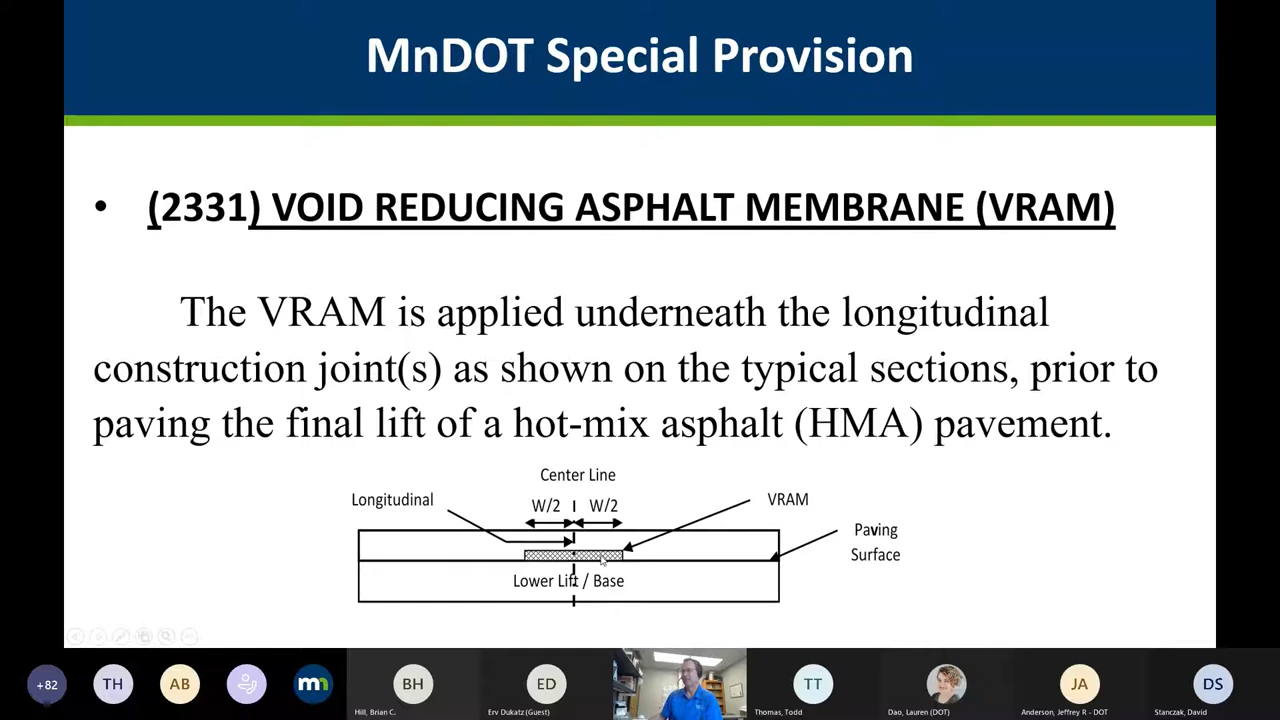 MnDOT Special Provision
• (2331) VOID REDUCING ASPHALT MEMBRANE (VRAM)
The VRAM is applied underneath the longitudinal
construction joint(s) as shown on the typical sections, prior to
paving the final lift of a hot-mix asphalt (HMA) pavement.
Center Line
Longitudinal
W/2
W/2
VRAM
Paving
Surface
Lower Lift / Base
+82
TH
AB
mn
BH
ED
TT
JA
DS
Hill, Brian C.
Erv Dukatz (Guest)
Thomas, Todd
Dao, Lauren (DOT)
Anderson, Jeffrey R - DOT
Stanczak, David